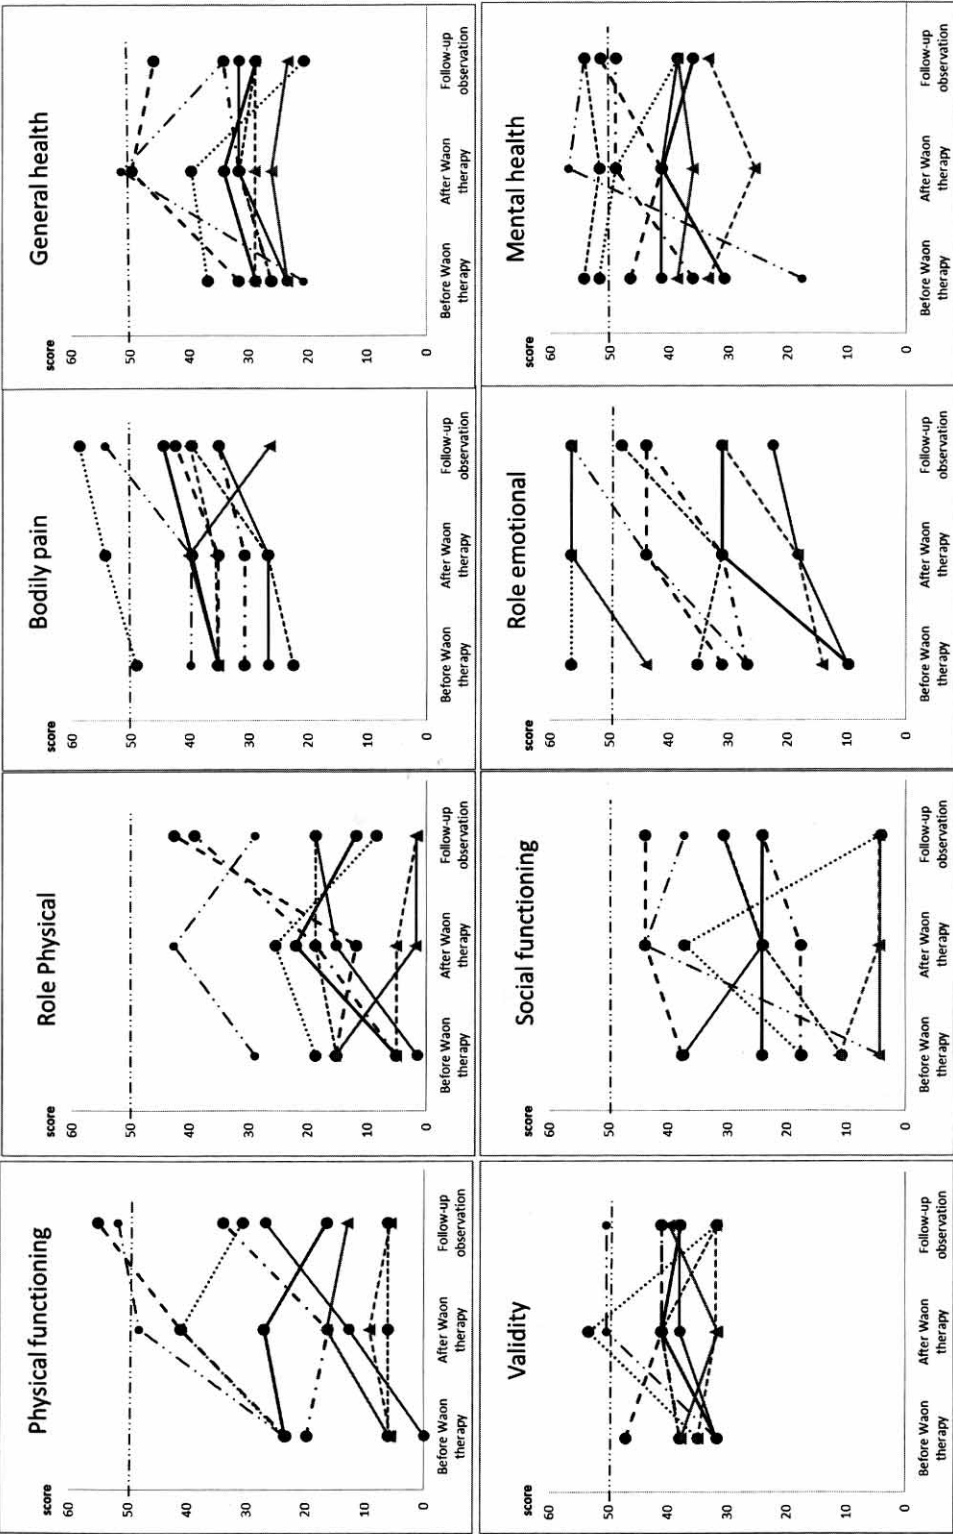 Physical functioning
score
60
50
40
30
20
10
0
Before Waon
therapy
After Waon
therapy
Follow-up
observation
Role Physical
score
60
50
40
30
20
10
0
Before Waon
therapy
After Waon
therapy
Follow-up
observation
Bodily pain
score
60
50
40
30
20
10
0
Before Waon
therapy
After Waon
therapy
Follow-up
observation
General health
score
60
50
40
30
20
10
0
Before Waon
therapy
After Waon
therapy
Follow-up
observation
Validity
score
60
50
40
30
20
10
0
Before Waon
therapy
After Waon
therapy
Follow-up
observation
Social functioning
score
60
50
40
30
20
10
0
Before Waon
therapy
After Waon
therapy
Follow-up
observation
Role emotional
score
60
50
40
30
20
10
0
Before Waon
therapy
After Waon
therapy
Follow-up
observation
Mental health
score
60
50
40
30
20
10
0
Before Waon
therapy
After Waon
therapy
Follow-up
observation